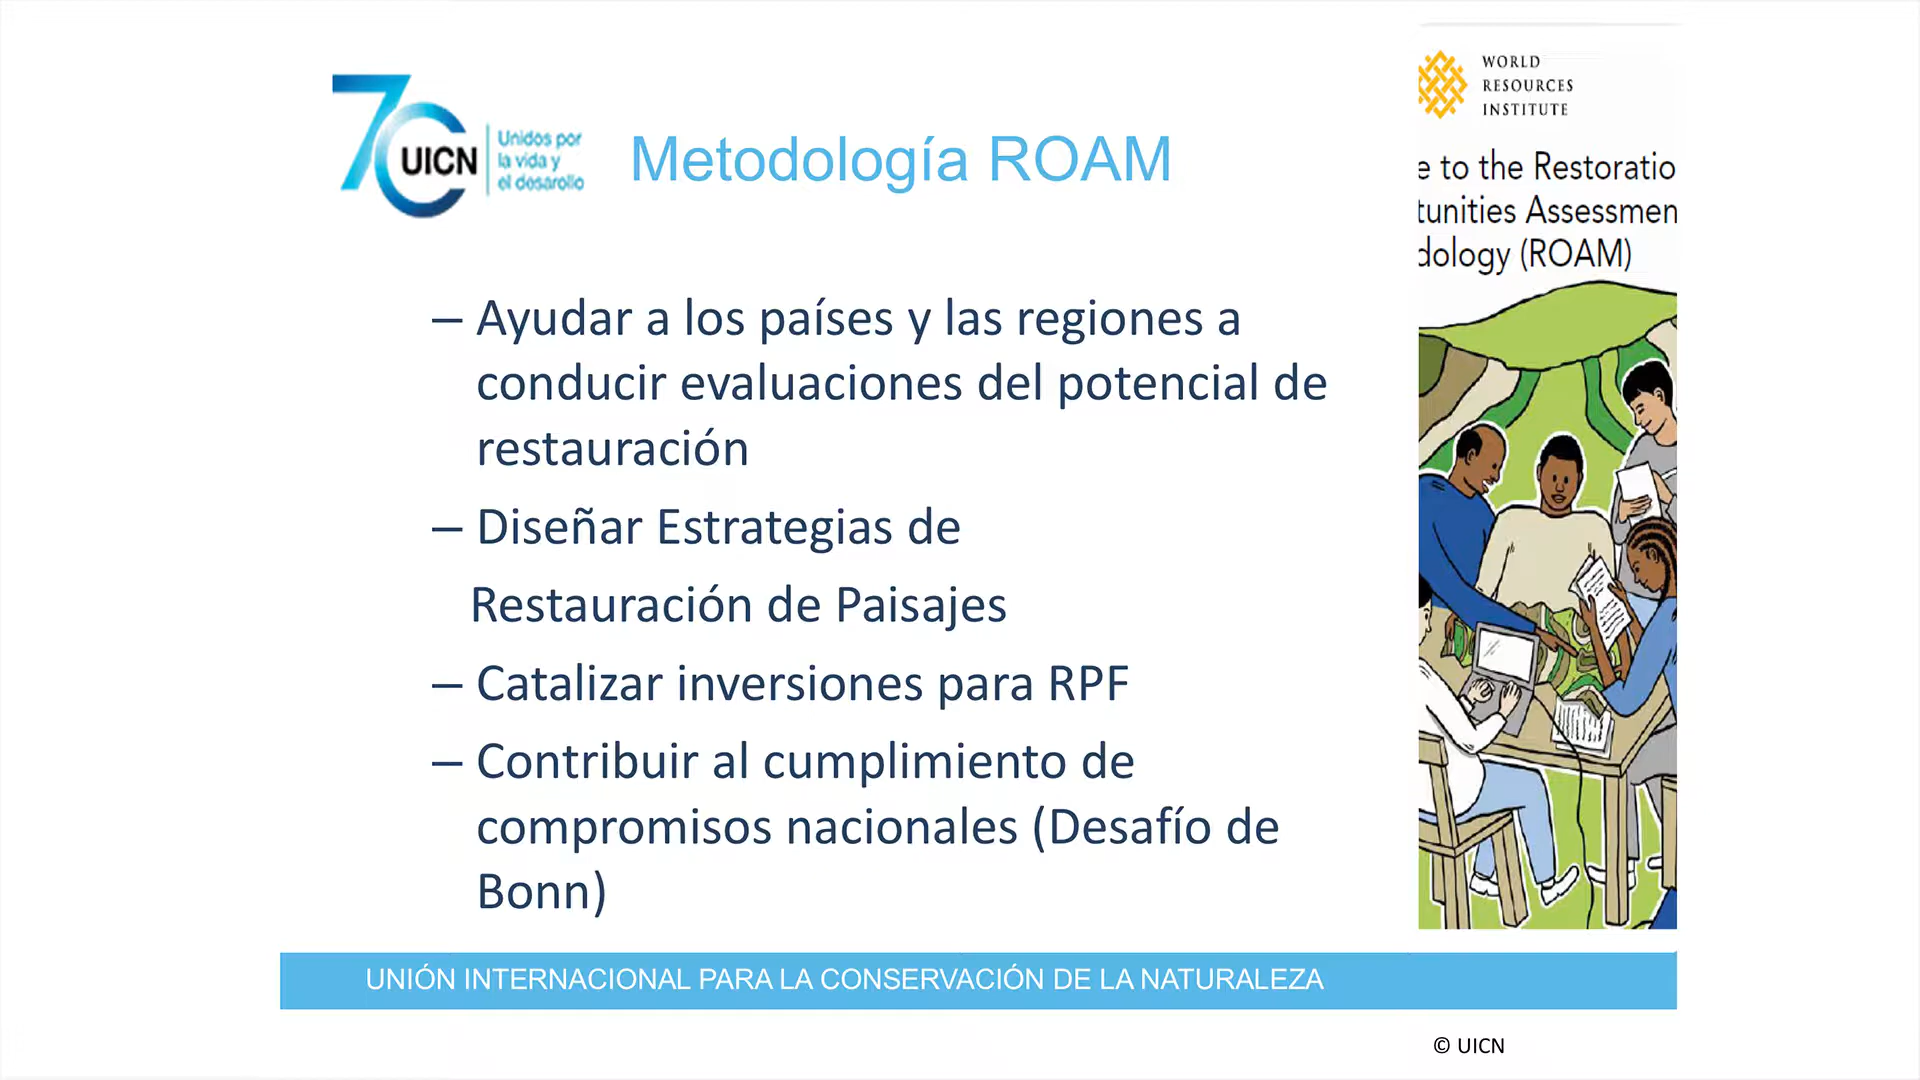 70
UICN
Unidos por
la vida y
el desarollo
Metodología ROAM
WORLD
RESOURCES
INSTITUTE
e to the Restoratio
tunities Assessmen
dology (ROAM)
– Ayudar a los países y las regiones a
conducir evaluaciones del potencial de
restauración
– Diseñar Estrategias de
Restauración de Paisajes
– Catalizar inversiones para RPF
– Contribuir al cumplimiento de
compromisos nacionales (Desafío de
Bonn)
UNIÓN INTERNACIONAL PARA LA CONSERVACIÓN DE LA NATURALEZA
© UICN